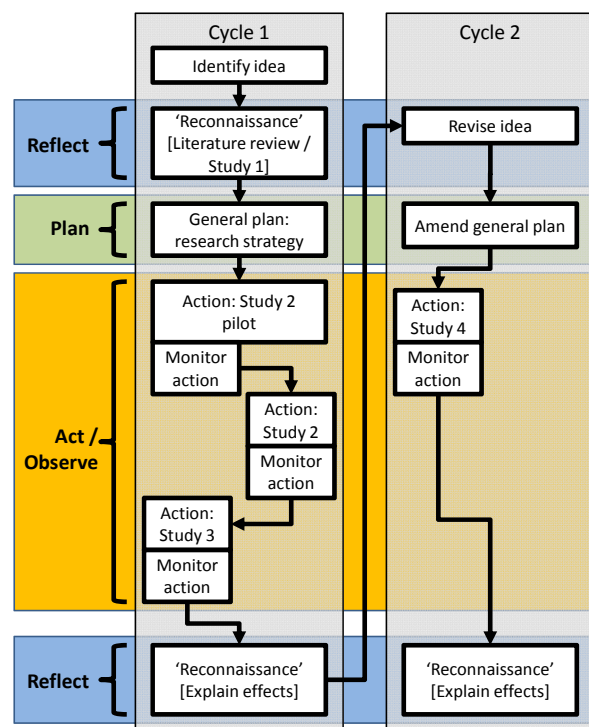 Cycle 1
Cycle 2
Identify idea
Reflect
‘Reconnaissance’
[Literature review /
Study 1]
Revise idea
Plan
General plan:
research strategy
Amend general plan
Act /
Observe
Action: Study 2
pilot
Monitor
action
Action:
Study 2
Monitor
action
Action:
Study 3
Monitor
action
Action:
Study 4
Monitor
action
Reflect
‘Reconnaissance’
[Explain effects]
‘Reconnaissance’
[Explain effects]